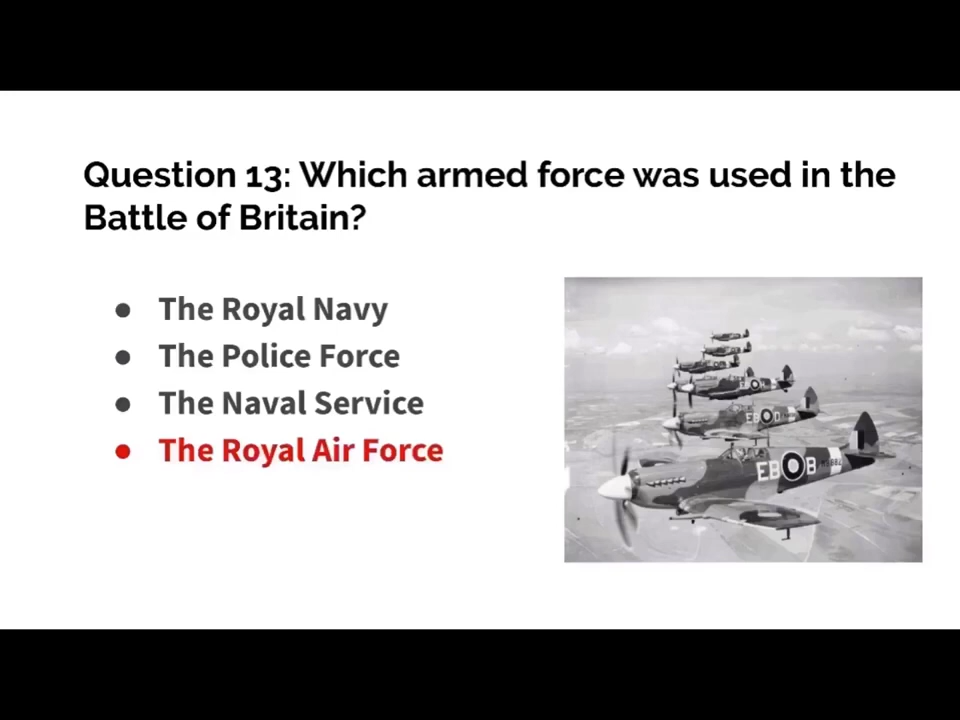 Question 13: Which armed force was used in the
Battle of Britain?
● The Royal Navy
● The Police Force
● The Naval Service
● The Royal Air Force
EB D
EB B